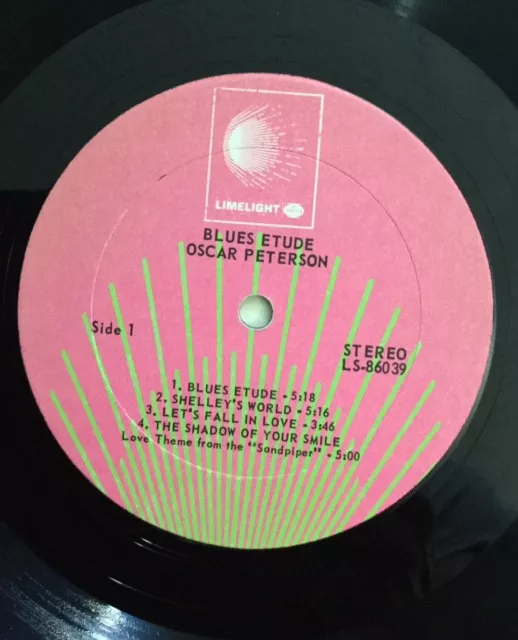 LIMELIGHT
BLUES ETUDE
OSCAR PETERSON
Side 1
STEREO
LS-86039
1. BLUES ETUDE - 5:18
2. SHELLEY'S WORLD - 5:16
3. LET'S FALL IN LOVE - 3:46
4. THE SHADOW OF YOUR SMILE
Love Theme from the "Sandpiper" - 5:00